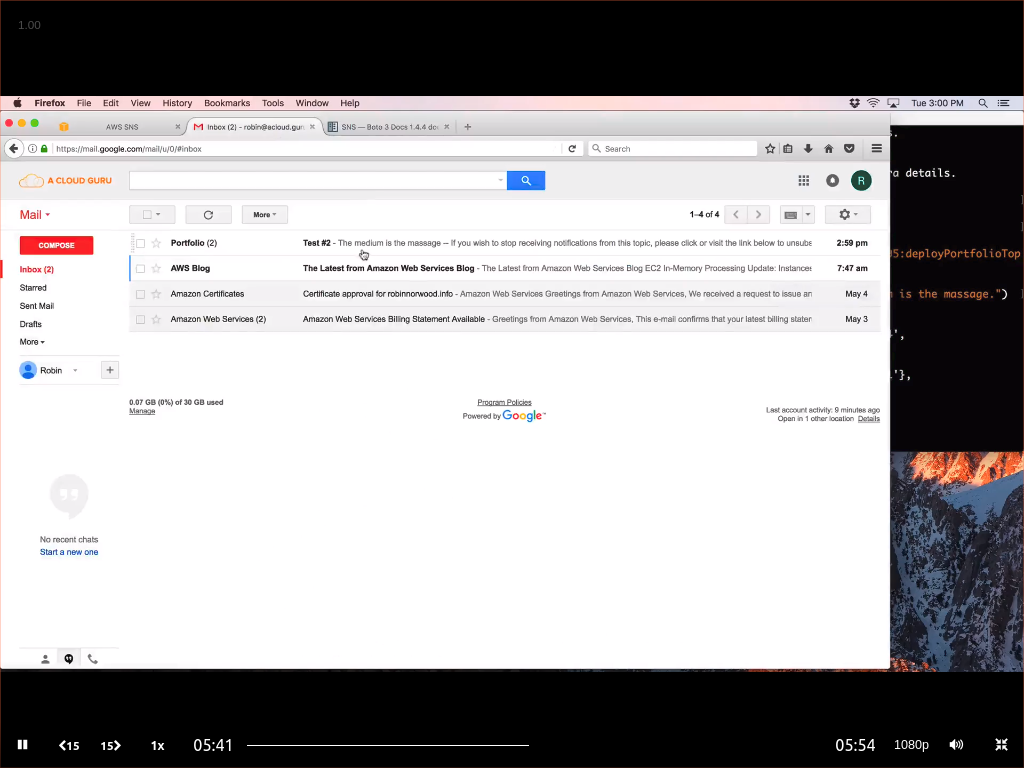 1.00
Firefox File Edit View History Bookmarks Tools Window Help Tue 3:00 PM
AWS SNS × Inbox (2) - robin@acloud.gur × SNS — Boto 3 Docs 1.4.4 doc × +
https://mail.google.com/mail/u/0/#inbox Search
A CLOUD GURU R
Mail More 1–4 of 4
COMPOSE
Inbox (2)
Starred
Sent Mail
Drafts
More
Robin +
Portfolio (2) Test #2 - The medium is the massage -- If you wish to stop receiving notifications from this topic, please click or visit the link below to unsubs 2:59 pm
AWS Blog The Latest from Amazon Web Services Blog - The Latest from Amazon Web Services Blog EC2 In-Memory Processing Update: Instances 7:47 am
Amazon Certificates Certificate approval for robinnorwood.info - Amazon Web Services Greetings from Amazon Web Services, We received a request to issue an May 4
Amazon Web Services (2) Amazon Web Services Billing Statement Available - Greetings from Amazon Web Services, This e-mail confirms that your latest billing stater May 3
0.07 GB (0%) of 30 GB used
Manage
Program Policies
Powered by Google™
Last account activity: 9 minutes ago
Open in 1 other location Details
No recent chats
Start a new one
a details.
5:deployPortfolioTop
is the massage.")
',
'},
15 15 1x 05:41 05:54 1080p